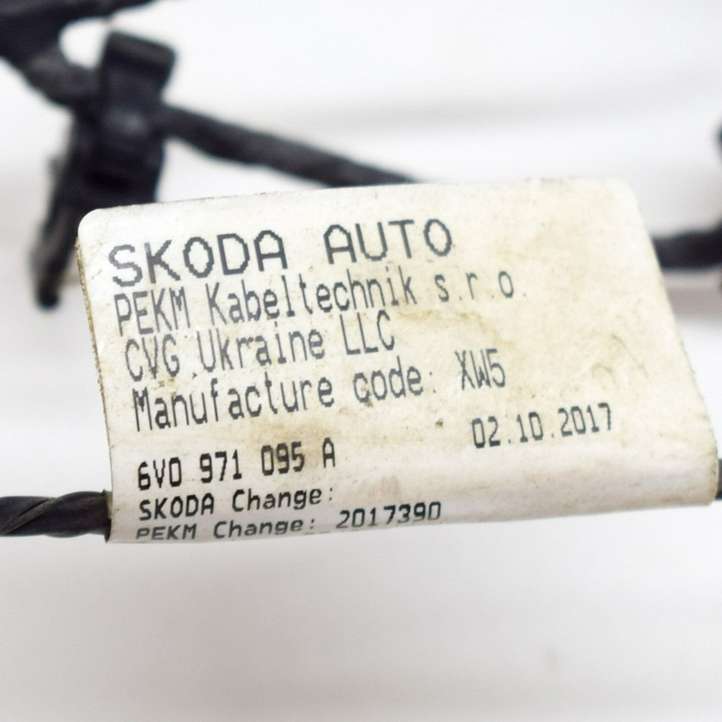 SKODA AUTO
PEKM Kabeltechnik s.r.o.
CVG Ukraine LLC
Manufacture code: XW5
6V0 971 095 A 02.10.2017
SKODA Change:
PEKM Change: 2017390